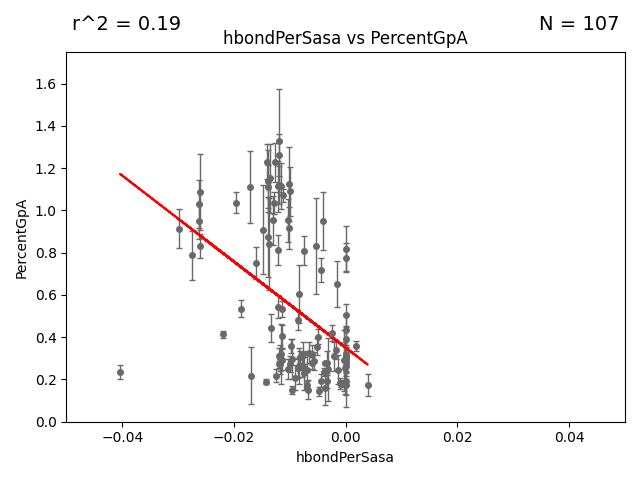 r^2 = 0.19
N = 107
hbondPerSasa vs PercentGpA
1.6
1.4
1.2
1.0
0.8
0.6
0.4
0.2
0.0
PercentGpA
−0.04 −0.02 0.00 0.02 0.04
hbondPerSasa